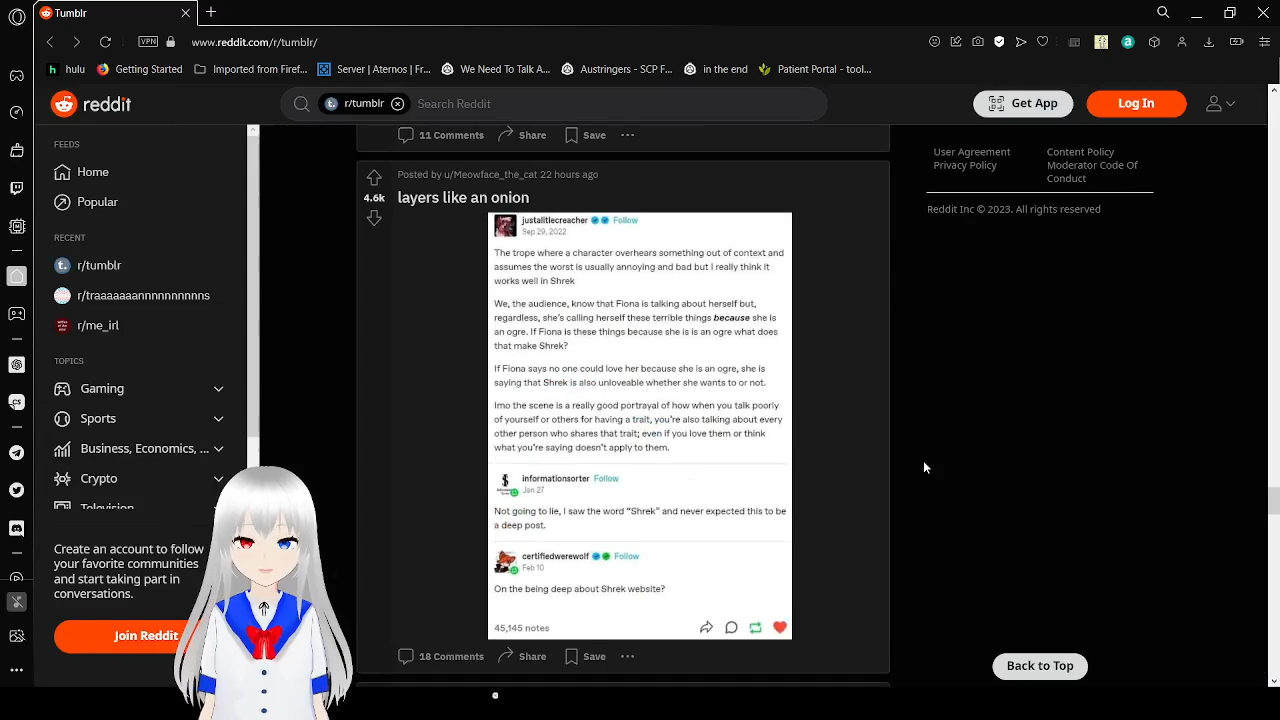 Tumblr
VPN
www.reddit.com/r/tumblr/
hulu
Getting Started
Imported from Firef...
Server | Aternos | Fr...
We Need To Talk A...
Austringers - SCP F...
in the end
Patient Portal - tool...
reddit
r/tumblr
Search Reddit
Get App
Log In
FEEDS
Home
Popular
RECENT
r/tumblr
r/traaaaaaannnnnnnnnns
r/me_irl
TOPICS
Gaming
Sports
Business, Economics, ...
Crypto
Television
Create an account to follow
your favorite communities
and start taking part in
conversations.
Join Reddit
11 Comments
Share
Save
Posted by u/Meowface_the_cat 22 hours ago
4.6k
layers like an onion
justalitlecreacher Follow
Sep 29, 2022
The trope where a character overhears something out of context and
assumes the worst is usually annoying and bad but I really think it
works well in Shrek
We, the audience, know that Fiona is talking about herself but,
regardless, she's calling herself these terrible things because she is
an ogre. If Fiona is these things because she is is an ogre what does
that make Shrek?
If Fiona says no one could love her because she is an ogre, she is
saying that Shrek is also unloveable whether she wants to or not.
Imo the scene is a really good portrayal of how when you talk poorly
of yourself or others for having a trait, you're also talking about every
other person who shares that trait; even if you love them or think
what you're saying doesn't apply to them.
informationsorter Follow
Jan 27
Not going to lie, I saw the word “Shrek” and never expected this to be
a deep post.
certifiedwerewolf Follow
Feb 10
On the being deep about Shrek website?
45,145 notes
18 Comments
Share
Save
User Agreement
Privacy Policy
Content Policy
Moderator Code Of
Conduct
Reddit Inc © 2023. All rights reserved
Back to Top